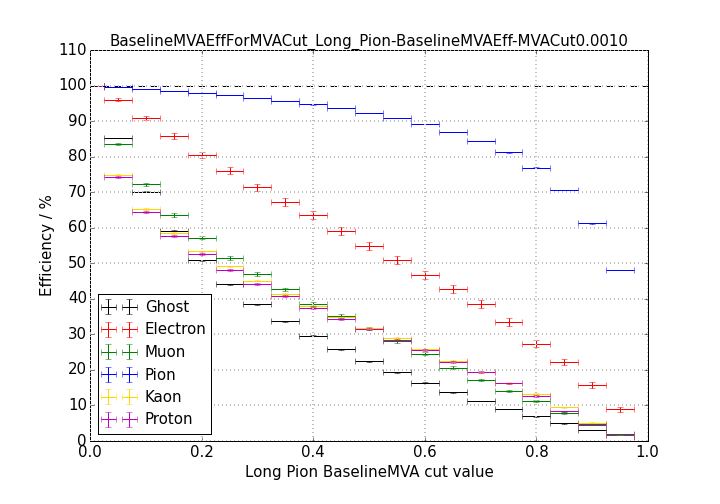 BaselineMVAEffForMVACut_Long_Pion-BaselineMVAEff-MVACut0.0010
110
100
90
80
70
60
50
40
30
20
10
0
Efficiency / %
Ghost
Electron
Muon
Pion
Kaon
Proton
0.0 0.2 0.4 0.6 0.8 1.0
Long Pion BaselineMVA cut value